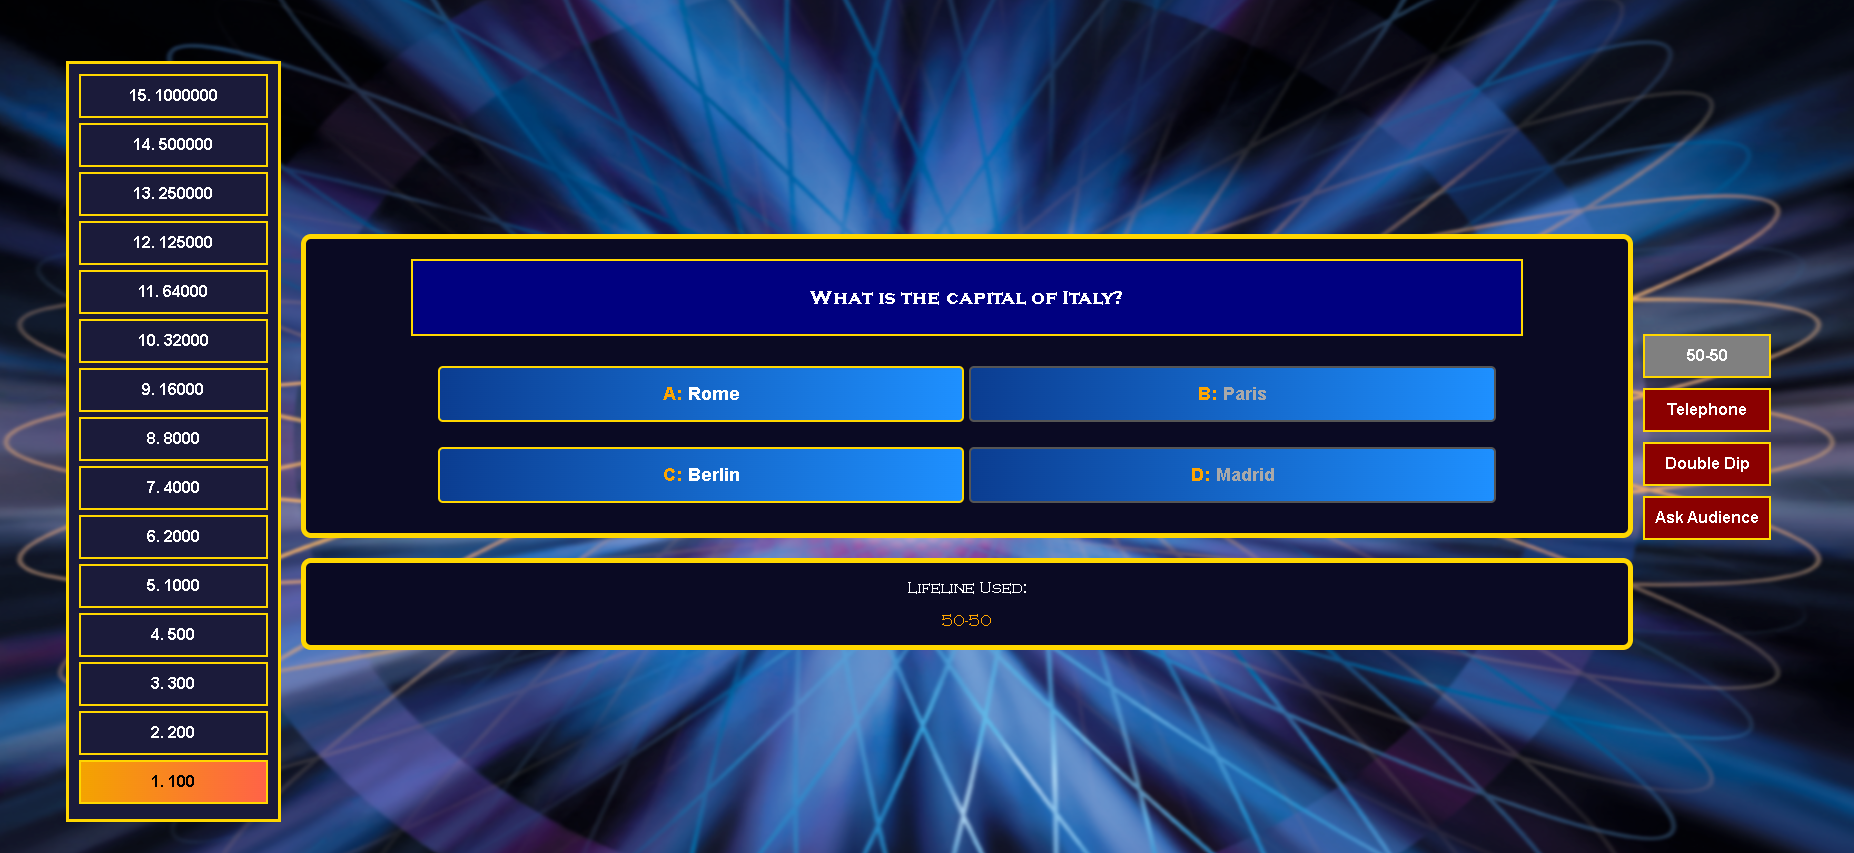 15. 1000000
14. 500000
13. 250000
12. 125000
11. 64000
10. 32000
9. 16000
8. 8000
7. 4000
6. 2000
5. 1000
4. 500
3. 300
2. 200
1. 100
What is the capital of Italy?
A: Rome
B: Paris
C: Berlin
D: Madrid
Lifeline Used:
50-50
50-50
Telephone
Double Dip
Ask Audience